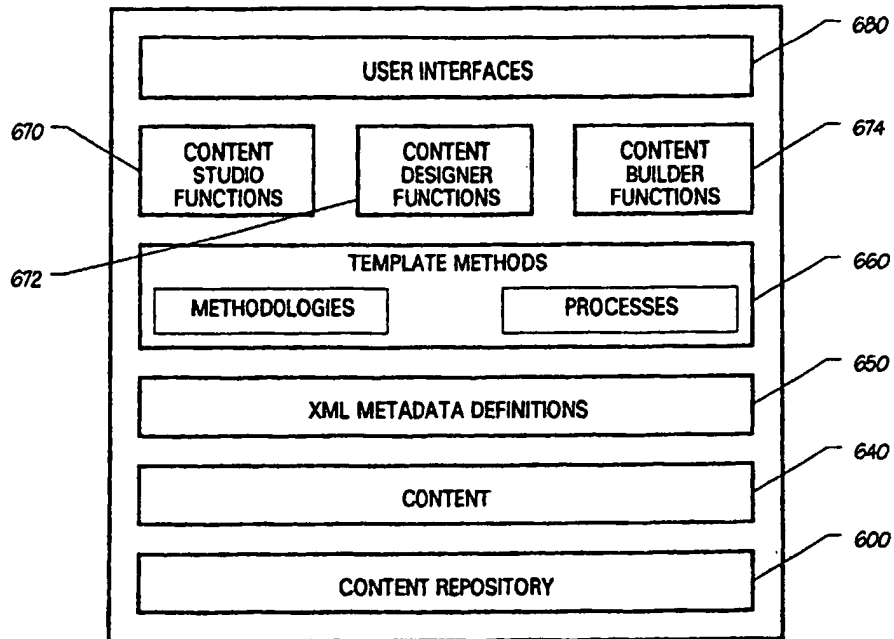 680
USER INTERFACES
670
CONTENT
STUDIO
FUNCTIONS
CONTENT
DESIGNER
FUNCTIONS
CONTENT
BUILDER
FUNCTIONS
674
672
TEMPLATE METHODS
METHODOLOGIES
PROCESSES
660
XML METADATA DEFINITIONS
650
CONTENT
640
CONTENT REPOSITORY
600